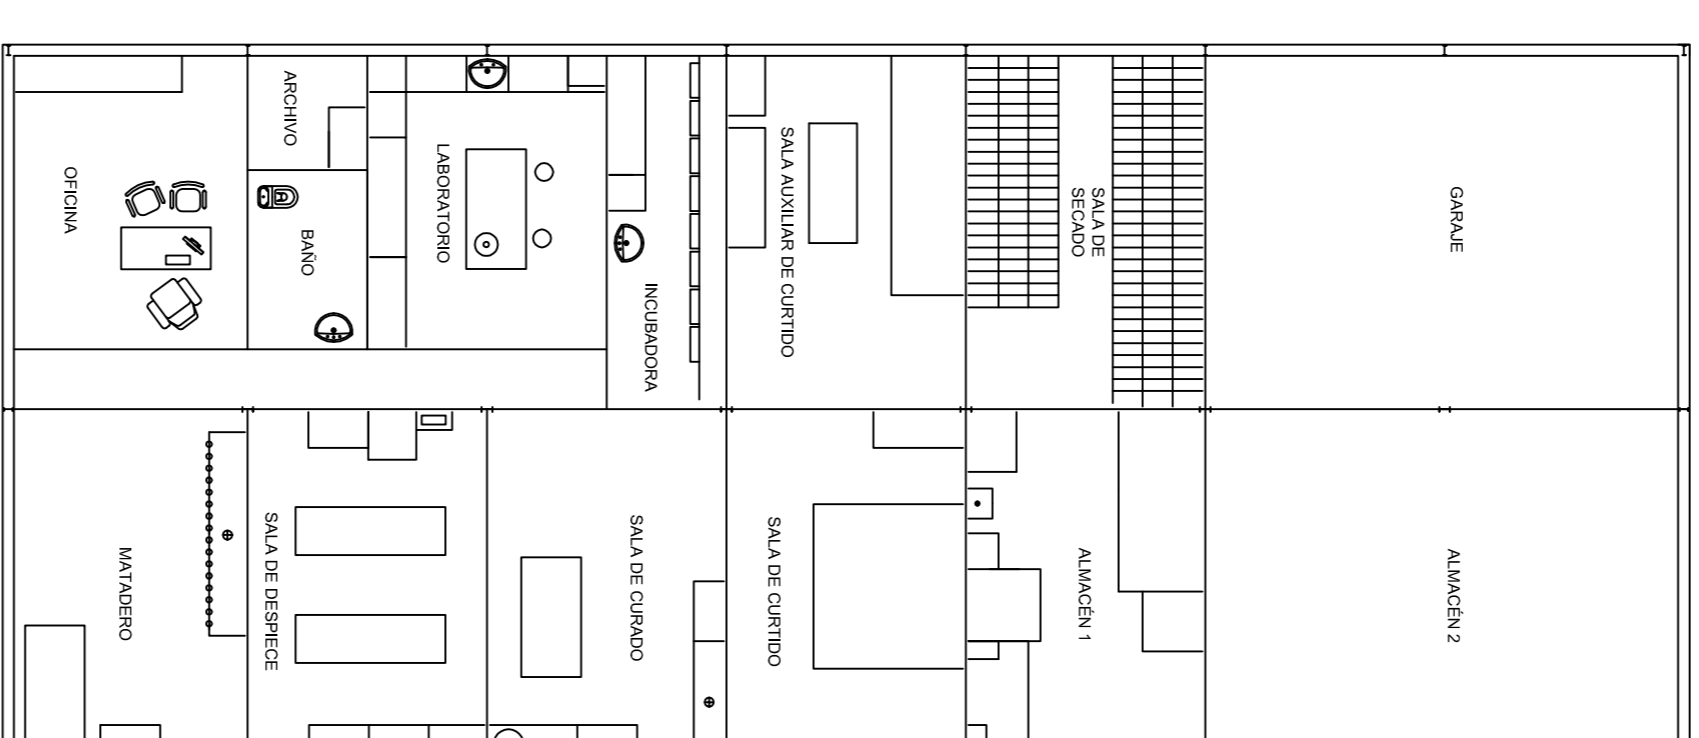 OFICINA
ARCHIVO
BAÑO
LABORATORIO
INCUBADORA
SALA AUXILIAR DE CURTIDO
SALA DE
SECADO
GARAJE
MATADERO
SALA DE DESPIECE
SALA DE CURADO
SALA DE CURTIDO
ALMACÉN 1
ALMACÉN 2